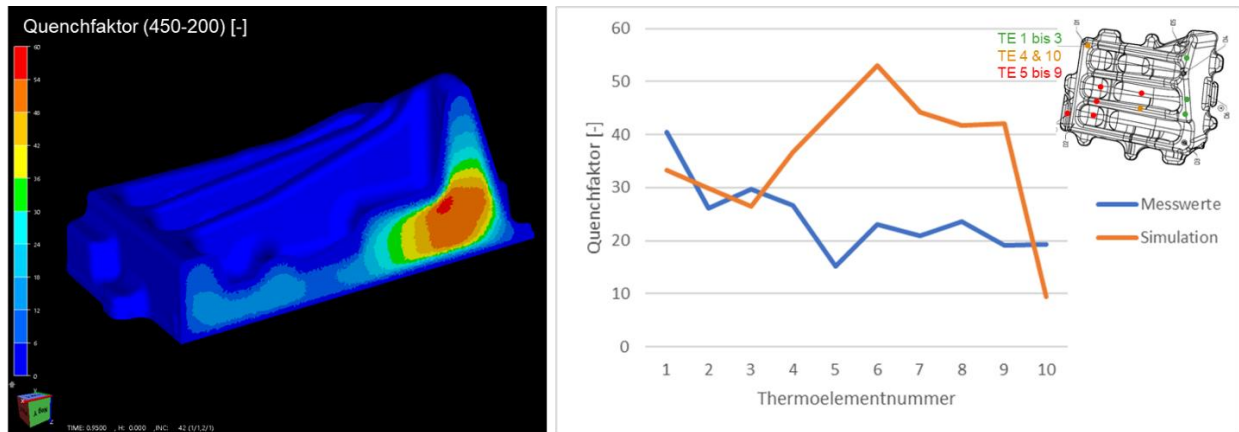 Quenchfaktor (450-200) [-]
60
54
48
42
36
30
24
18
12
6
0
TIME: 0.9500 , H: 0.000 ,INC: 42 (1/1,2/1)
60
50
40
30
20
10
0
Quenchfaktor [-]
1 2 3 4 5 6 7 8 9 10
Thermoelementnummer
TE 1 bis 3
TE 4 & 10
TE 5 bis 9
Messwerte
Simulation